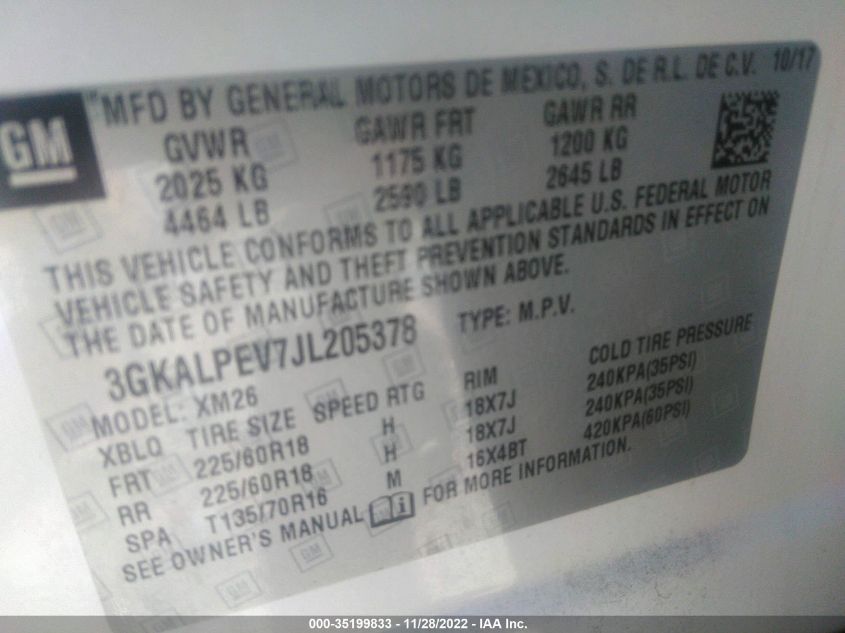 GM
MFD BY GENERAL MOTORS DE MEXICO, S. DE R.L. DE C.V. 10/17
GVWR GAWR FRT GAWR RR
2025 KG 1175 KG 1200 KG
4464 LB 2590 LB 2645 LB
THIS VEHICLE CONFORMS TO ALL APPLICABLE U.S. FEDERAL MOTOR
VEHICLE SAFETY AND THEFT PREVENTION STANDARDS IN EFFECT ON
THE DATE OF MANUFACTURE SHOWN ABOVE.
3GKALPEV7JL205378 TYPE: M.P.V.
MODEL: XM26
XBLQ TIRE SIZE SPEED RTG RIM COLD TIRE PRESSURE
FRT 225/60R18 H 18X7J 240KPA(35PSI)
RR 225/60R18 H 18X7J 240KPA(35PSI)
SPA T135/70R16 M 16X4BT 420KPA(60PSI)
SEE OWNER'S MANUAL i FOR MORE INFORMATION.
000-35199833 - 11/28/2022 - IAA Inc.